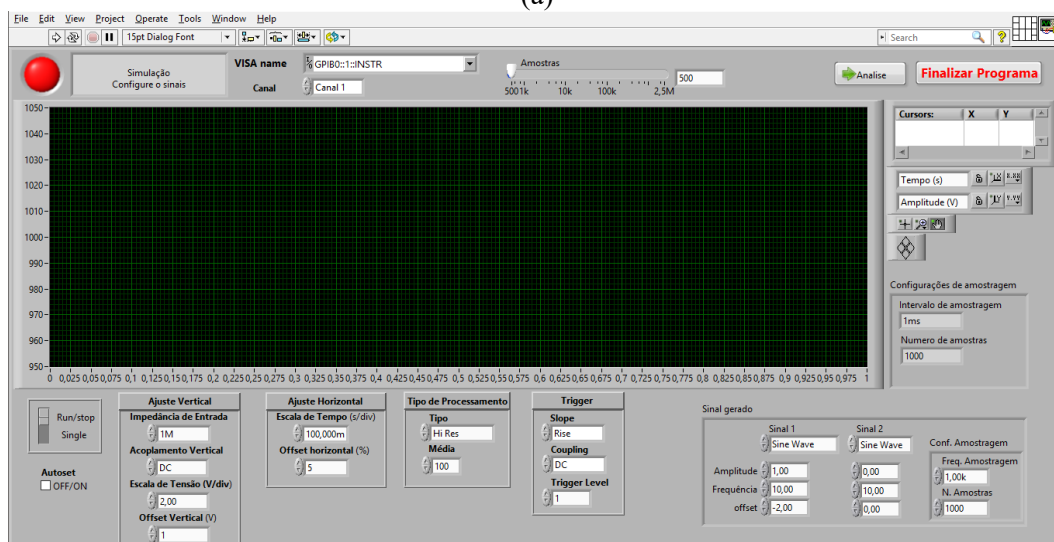 (a)
File Edit View Project Operate Tools Window Help
15pt Dialog Font
Search
Simulação
Configure o sinais
VISA name
GPIB0::1::INSTR
Canal
Canal 1
Amostras
500 1k 10k 100k 2,5M
500
Analise
Finalizar Programa
1050
1040
1030
1020
1010
1000
990
980
970
960
950
0 0,025 0,05 0,075 0,1 0,125 0,15 0,175 0,2 0,225 0,25 0,275 0,3 0,325 0,35 0,375 0,4 0,425 0,45 0,475 0,5 0,525 0,55 0,575 0,6 0,625 0,65 0,675 0,7 0,725 0,75 0,775 0,8 0,825 0,85 0,875 0,9 0,925 0,95 0,975 1
Cursors: X Y
Tempo (s)
Amplitude (V)
Configurações de amostragem
Intervalo de amostragem
1ms
Numero de amostras
1000
Run/stop
Single
Autoset
OFF/ON
Ajuste Vertical
Impedância de Entrada
1M
Acoplamento Vertical
DC
Escala de Tensão (V/div)
2,00
Offset Vertical (V)
1
Ajuste Horizontal
Escala de Tempo (s/div)
100,000m
Offset horizontal (%)
5
Tipo de Processamento
Tipo
Hi Res
Média
100
Trigger
Slope
Rise
Coupling
DC
Trigger Level
1
Sinal gerado
Sinal 1 Sinal 2
Sine Wave Sine Wave
Amplitude 1,00 0,00
Frequência 10,00 10,00
offset -2,00 0,00
Conf. Amostragem
Freq. Amostragem
1,00k
N. Amostras
1000